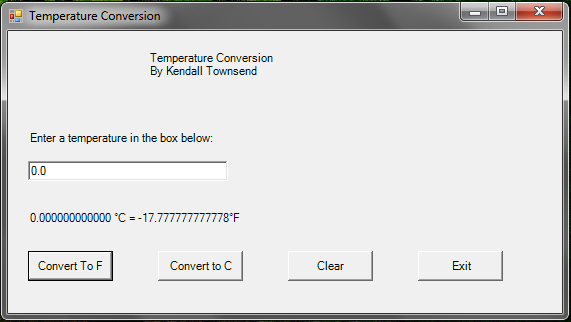 Temperature Conversion
Temperature Conversion
By Kendall Townsend
Enter a temperature in the box below:
0.0
0.000000000000 °C = -17.777777777778°F
Convert To F
Convert to C
Clear
Exit